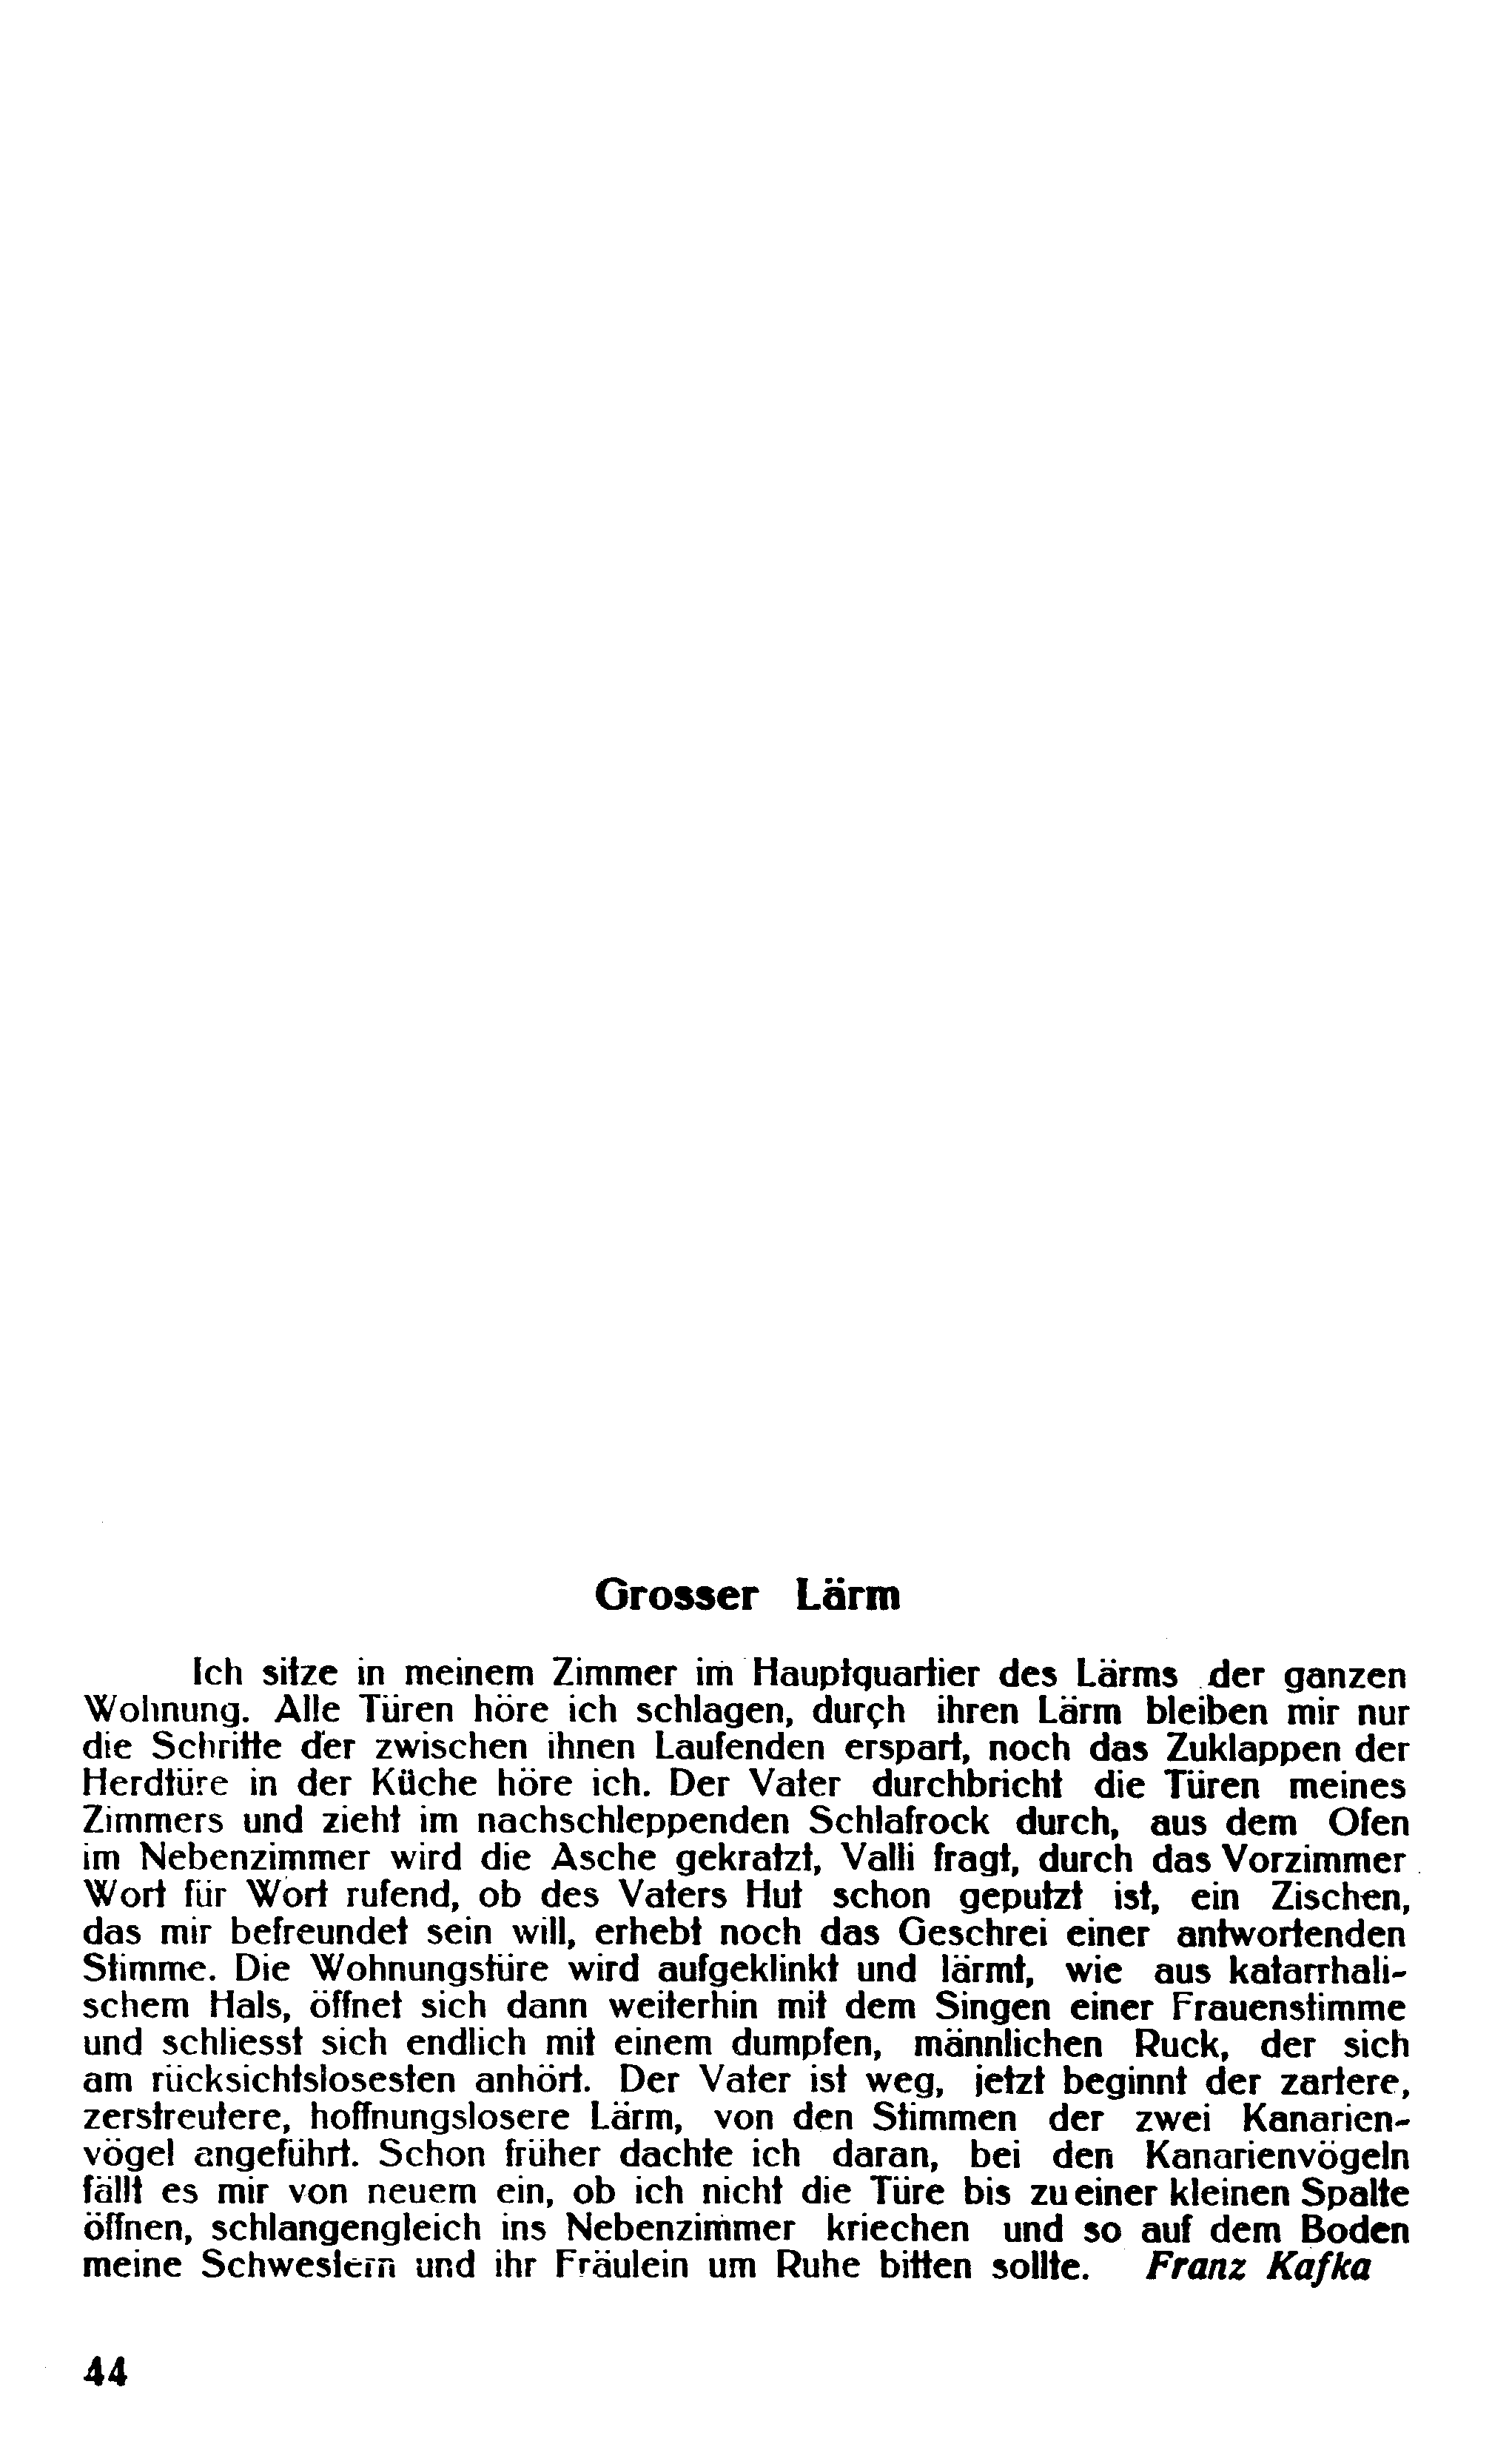 Grosser Lärm
Ich sitze in meinem Zimmer im Hauptquartier des Lärms der ganzen
Wohnung. Alle Türen höre ich schlagen, durch ihren Lärm bleiben mir nur
die Schritte der zwischen ihnen Laufenden erspart, noch das Zuklappen der
Herdtüre in der Küche höre ich. Der Vater durchbricht die Türen meines
Zimmers und zieht im nachschleppenden Schlafrock durch, aus dem Ofen
im Nebenzimmer wird die Asche gekratzt, Valli fragt, durch das Vorzimmer
Wort für Wort rufend, ob des Vaters Hut schon geputzt ist, ein Zischen,
das mir befreundet sein will, erhebt noch das Geschrei einer antwortenden
Stimme. Die Wohnungstüre wird aufgeklinkt und lärmt, wie aus katarrhali-
schem Hals, öffnet sich dann weiterhin mit dem Singen einer Frauenstimme
und schliesst sich endlich mit einem dumpfen, männlichen Ruck, der sich
am rücksichtslosesten anhört. Der Vater ist weg, jetzt beginnt der zartere,
zerstreutere, hoffnungslosere Lärm, von den Stimmen der zwei Kanarien-
vögel angeführt. Schon früher dachte ich daran, bei den Kanarienvögeln
fällt es mir von neuem ein, ob ich nicht die Türe bis zu einer kleinen Spalte
öffnen, schlangengleich ins Nebenzimmer kriechen und so auf dem Boden
meine Schwestern und ihr Fräulein um Ruhe bitten sollte. Franz Kafka
44